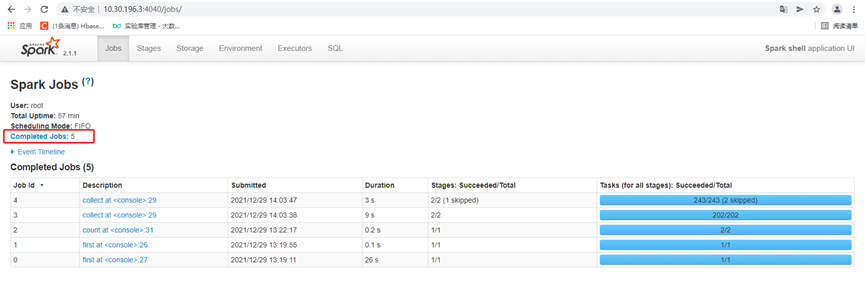 不安全 | 10.30.196.3:4040/jobs/
应用 (1条消息) Hbase... 实验库管理 - 大数... 阅读清单
APACHE Spark 2.1.1 Jobs Stages Storage Environment Executors SQL Spark shell application UI
Spark Jobs (?)
User: root
Total Uptime: 57 min
Scheduling Mode: FIFO
Completed Jobs: 5
Event Timeline
Completed Jobs (5)
Job Id ▾ Description Submitted Duration Stages: Succeeded/Total Tasks (for all stages): Succeeded/Total
4 collect at <console>:29 2021/12/29 14:03:47 3 s 2/2 (1 skipped) 243/243 (2 skipped)
3 collect at <console>:29 2021/12/29 14:03:38 9 s 2/2 202/202
2 count at <console>:31 2021/12/29 13:22:17 0.2 s 1/1 2/2
1 first at <console>:26 2021/12/29 13:19:55 0.1 s 1/1 1/1
0 first at <console>:27 2021/12/29 13:19:11 26 s 1/1 1/1